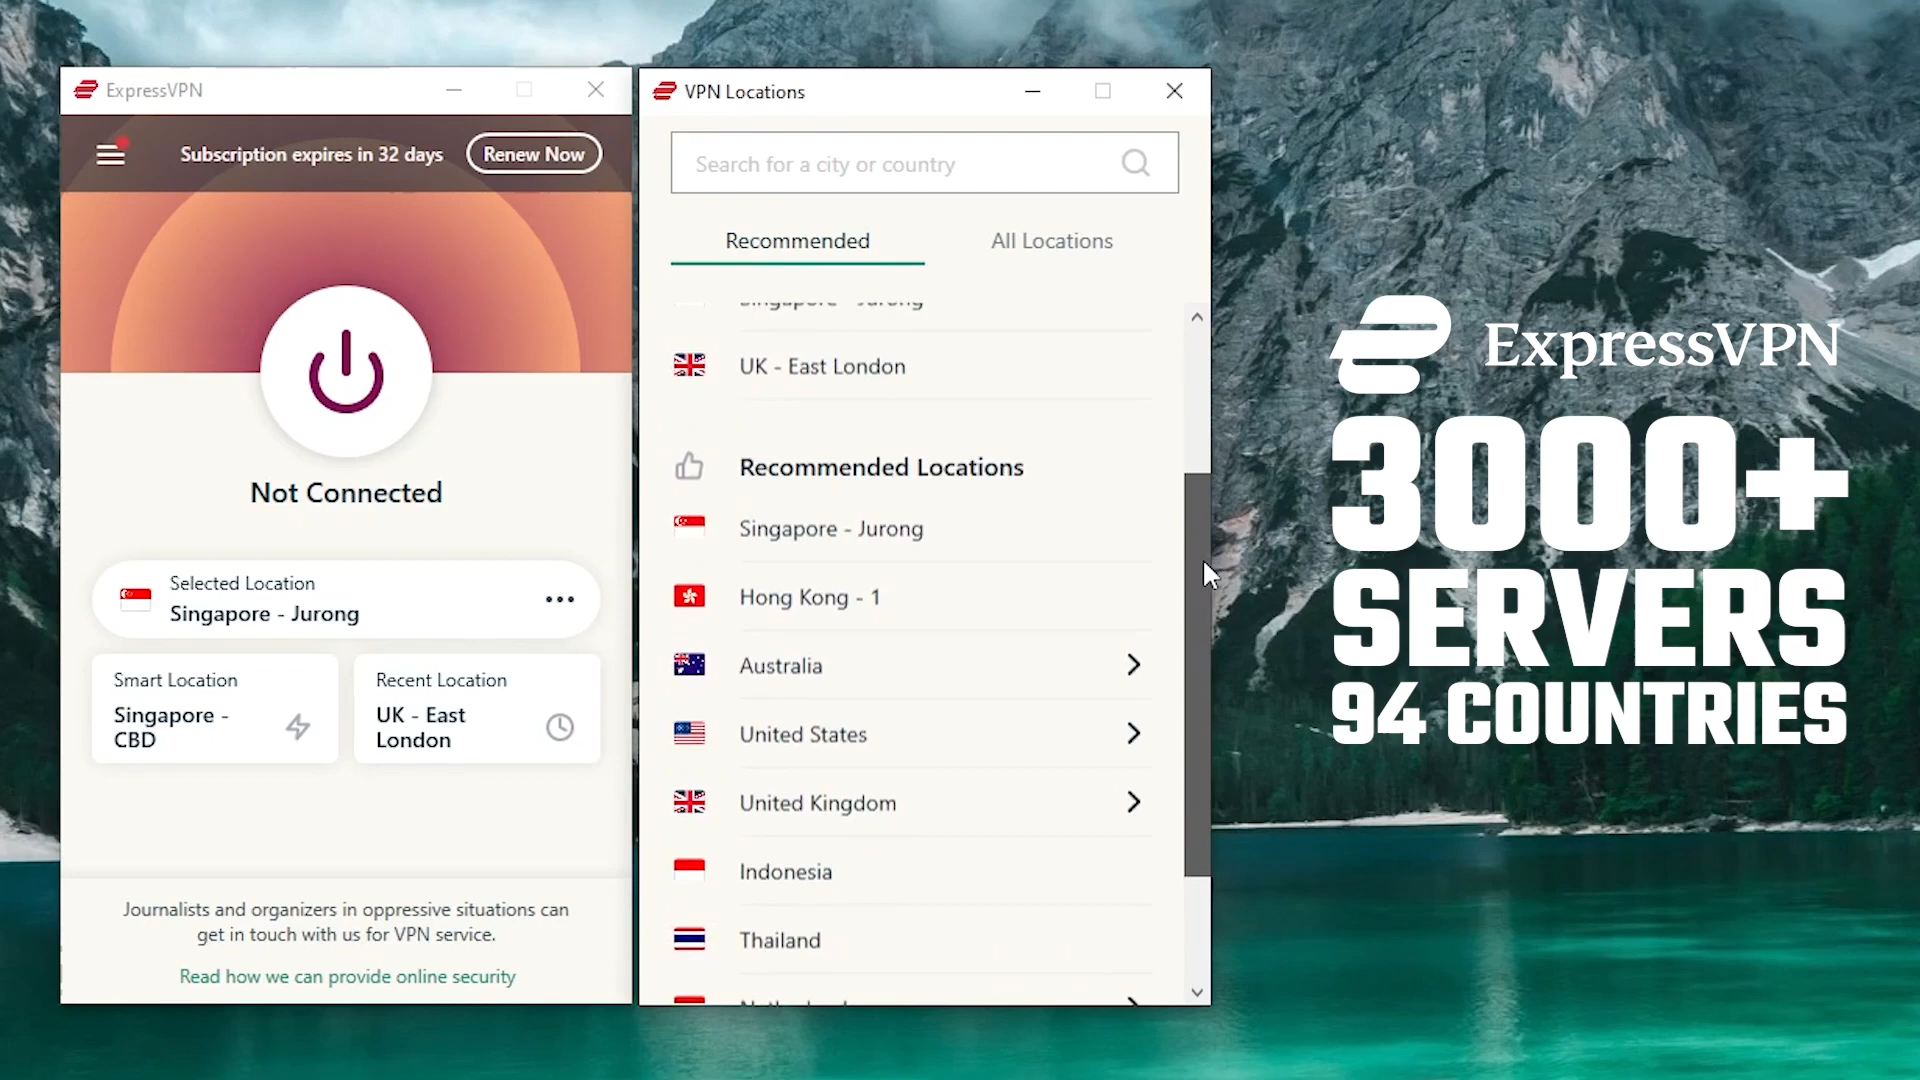 ExpressVPN
Subscription expires in 32 days
Renew Now
Not Connected
Selected Location
Singapore - Jurong
Smart Location
Singapore -
CBD
Recent Location
UK - East
London
Journalists and organizers in oppressive situations can
get in touch with us for VPN service.
Read how we can provide online security
VPN Locations
Search for a city or country
Recommended
All Locations
Singapore - Jurong
UK - East London
Recommended Locations
Singapore - Jurong
Hong Kong - 1
Australia
United States
United Kingdom
Indonesia
Thailand
ExpressVPN
3000+
SERVERS
94 COUNTRIES